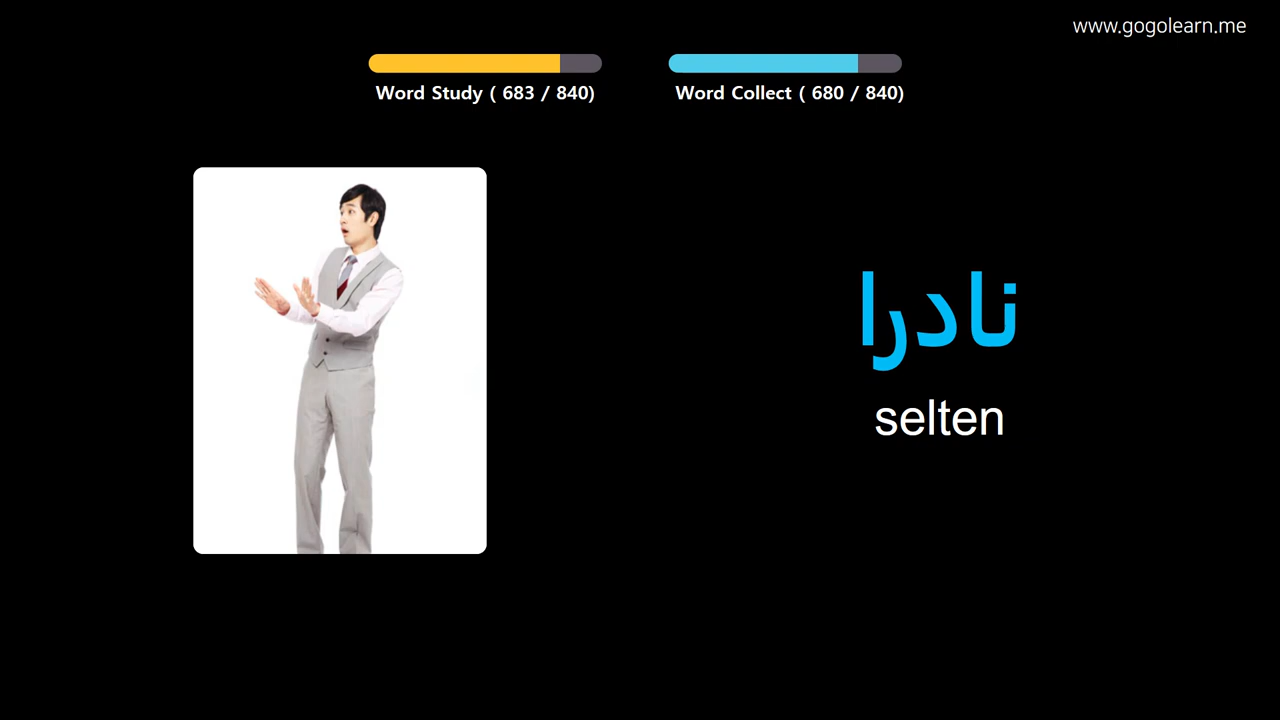 www.gogolearn.me
Word Study ( 683 / 840)
Word Collect ( 680 / 840)
نادرا
selten